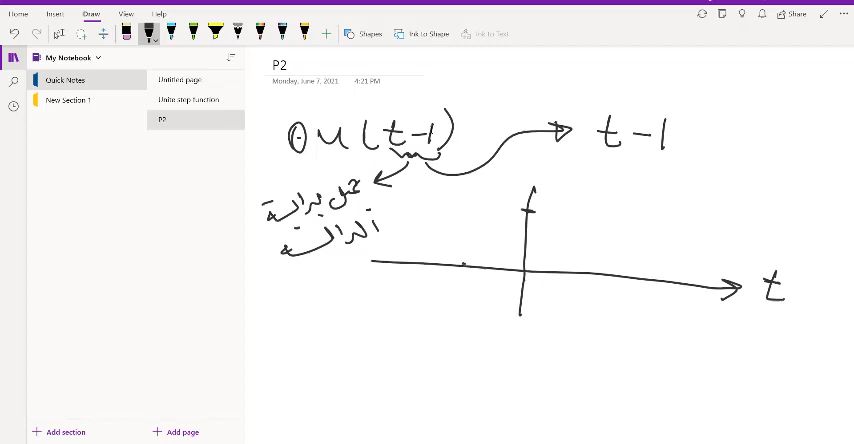 Home Insert Draw View Help
Share
Shapes Ink to Shape Ink to Text
My Notebook
Quick Notes
New Section 1
Untitled page
Unite step function
P2
P2
Monday, June 7, 2021 4:21 PM
⊖ u(t-1) → t-1
t
Add section
Add page